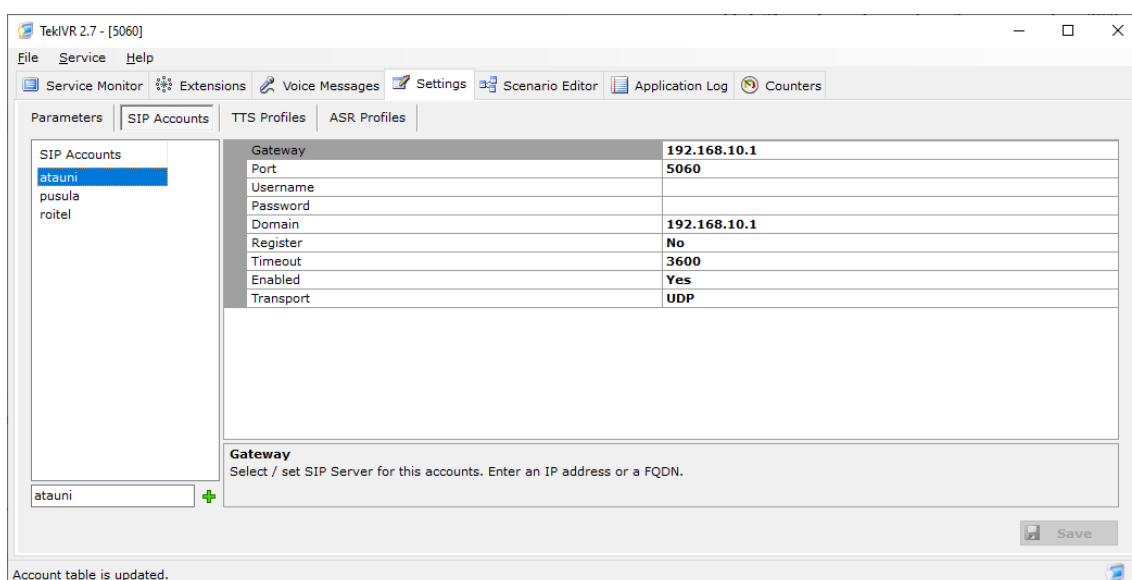 TekIVR 2.7 - [5060]
File Service Help
Service Monitor Extensions Voice Messages Settings Scenario Editor Application Log Counters
Parameters SIP Accounts TTS Profiles ASR Profiles
SIP Accounts
atauni
pusula
roitel
atauni
Gateway 192.168.10.1
Port 5060
Username
Password
Domain 192.168.10.1
Register No
Timeout 3600
Enabled Yes
Transport UDP
Gateway
Select / set SIP Server for this accounts. Enter an IP address or a FQDN.
Save
Account table is updated.